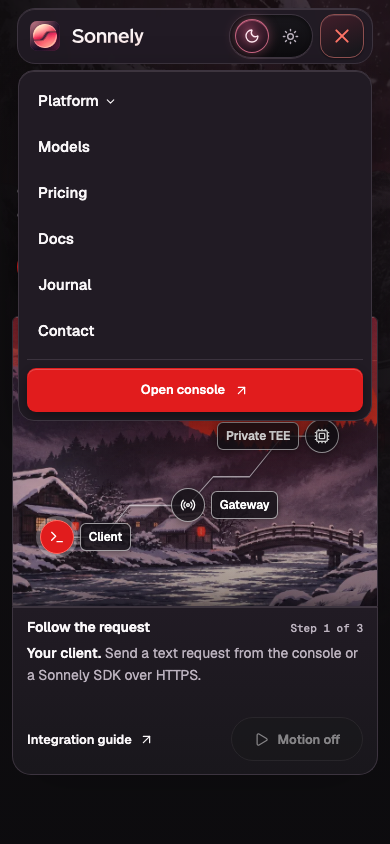 Sonnely
Platform
Models
Pricing
Docs
Journal
Contact
Open console
Private TEE
Gateway
Client
Follow the request
Step 1 of 3
Your client. Send a text request from the console or
a Sonnely SDK over HTTPS.
Integration guide
Motion off